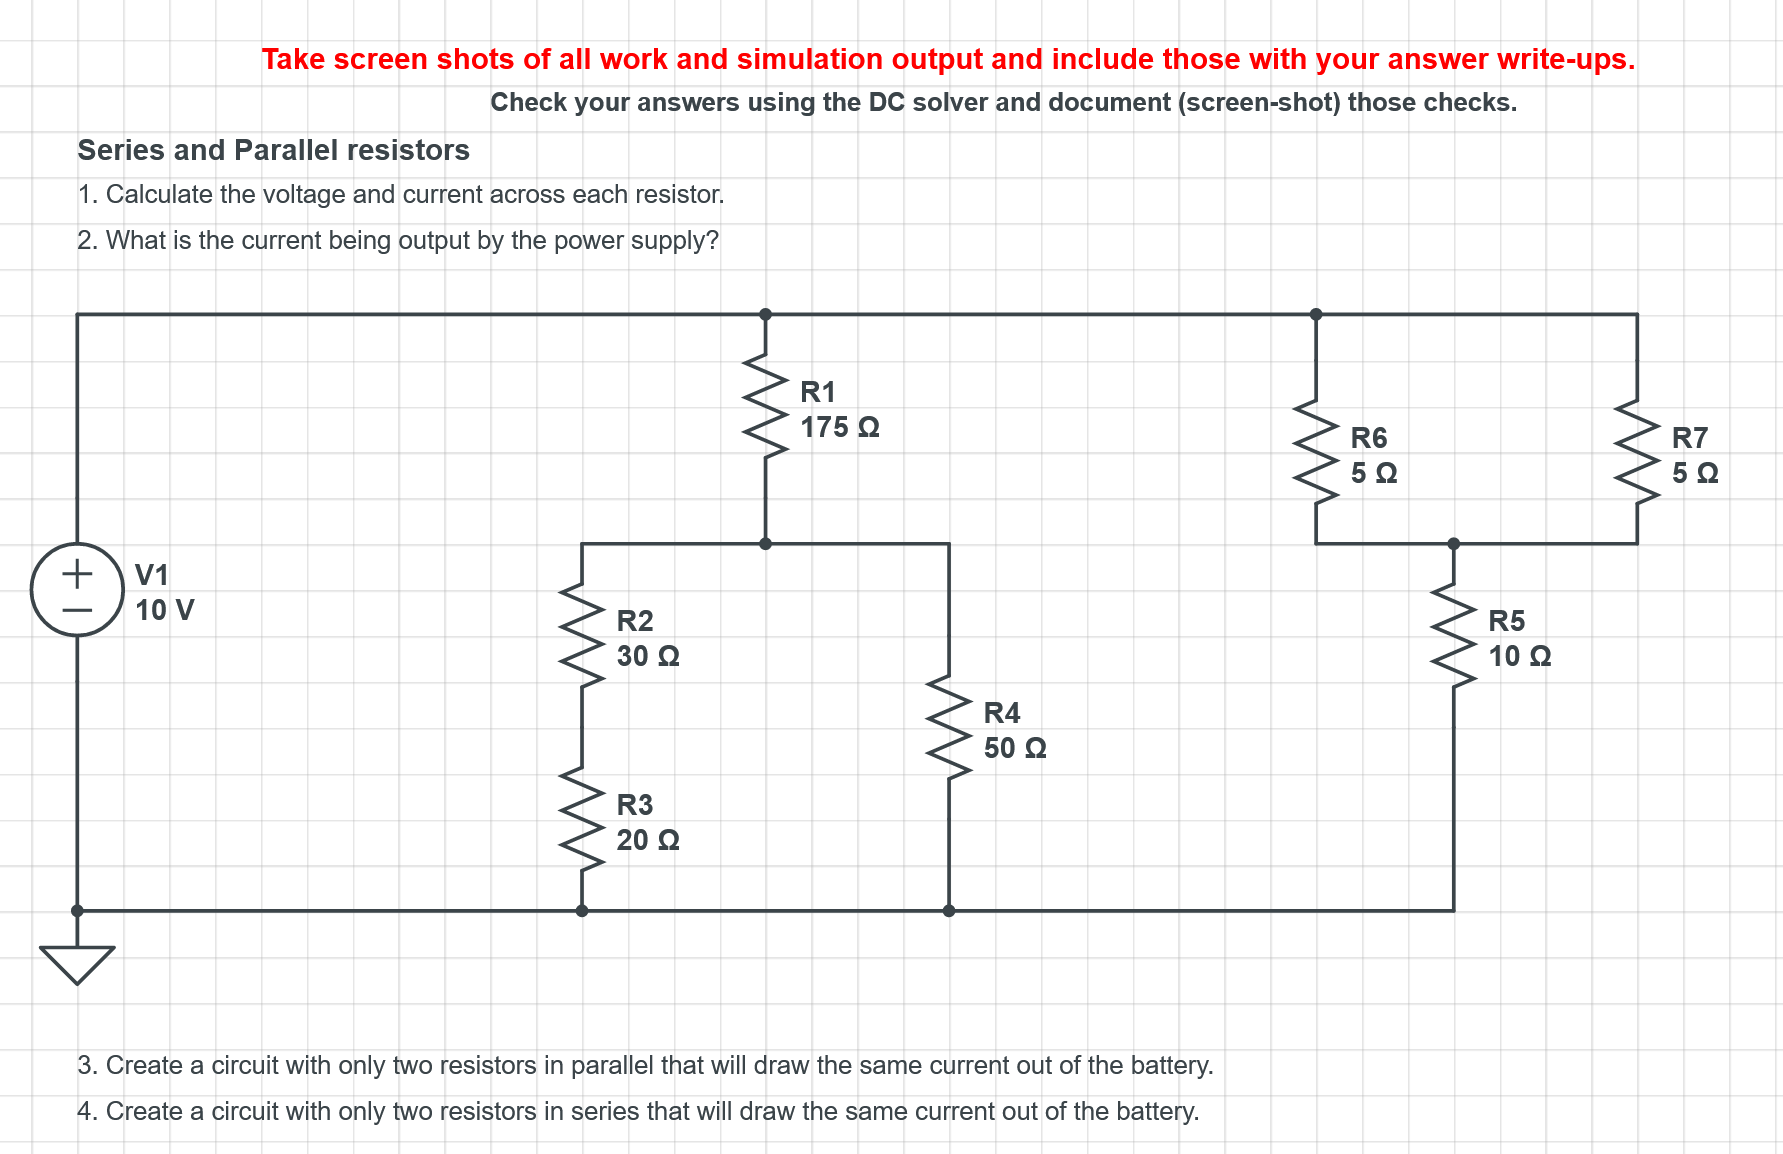 Take screen shots of all work and simulation output and include those with your answer write-ups.
Check your answers using the DC solver and document (screen-shot) those checks.
Series and Parallel resistors
1. Calculate the voltage and current across each resistor.
2. What is the current being output by the power supply?
R1
175 Ω
R6
5 Ω
R7
5 Ω
V1
10 V
R2
30 Ω
R5
10 Ω
R4
50 Ω
R3
20 Ω
3. Create a circuit with only two resistors in parallel that will draw the same current out of the battery.
4. Create a circuit with only two resistors in series that will draw the same current out of the battery.